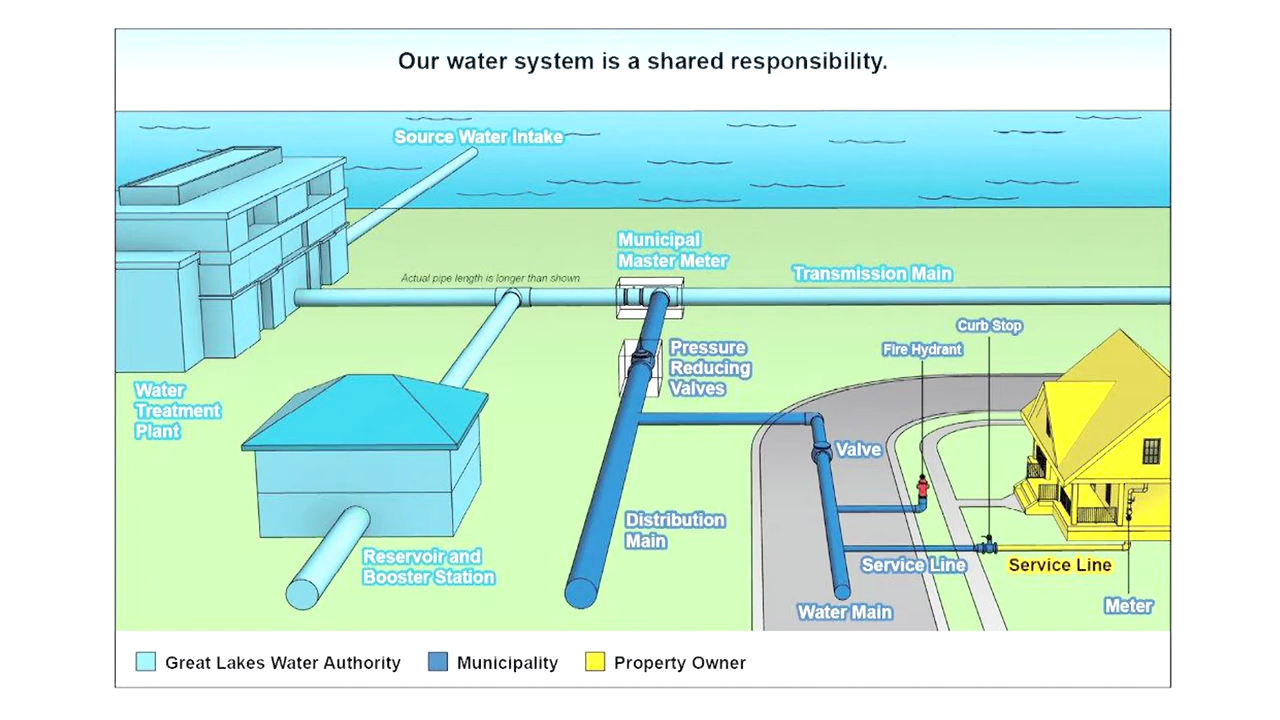 Our water system is a shared responsibility.
Source Water Intake
Municipal
Master Meter
Actual pipe length is longer than shown
Transmission Main
Curb Stop
Fire Hydrant
Pressure
Reducing
Valves
Water
Treatment
Plant
Valve
Distribution
Main
Reservoir and
Booster Station
Service Line
Service Line
Water Main
Meter
Great Lakes Water Authority
Municipality
Property Owner